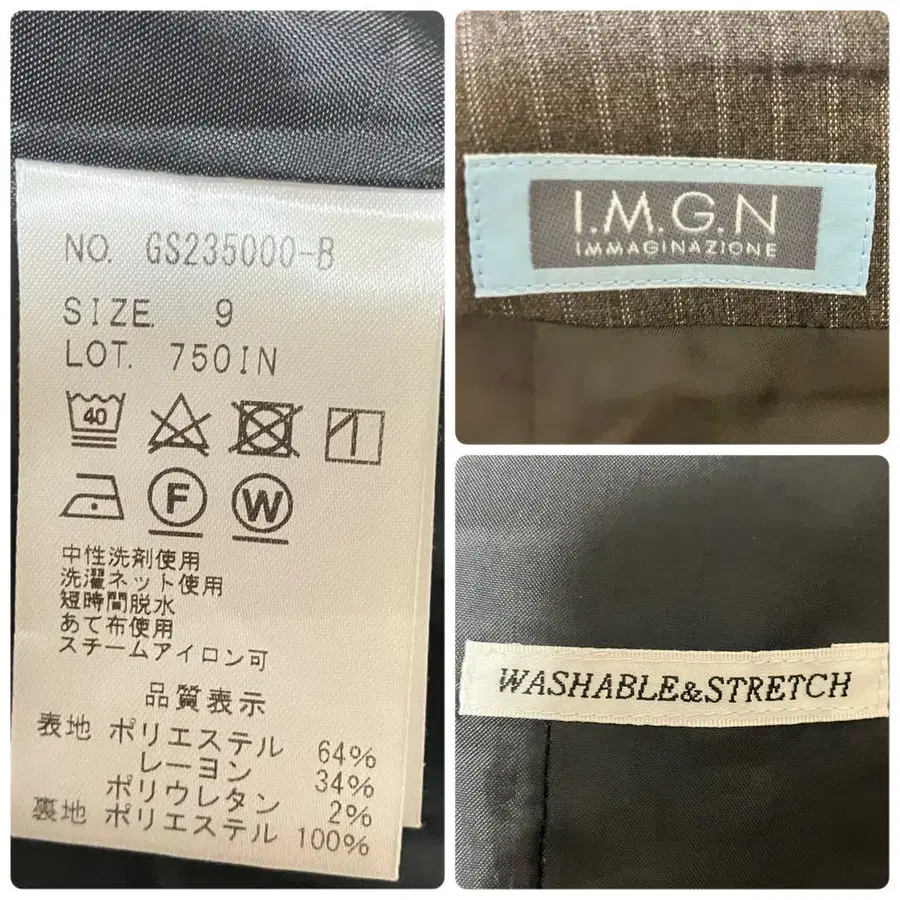 NO. GS235000-B
SIZE. 9
LOT. 750IN
40
F W
中性洗剤使用
洗濯ネット使用
短時間脱水
あて布使用
スチームアイロン可
品質表示
表地 ポリエステル 64%
レーヨン 34%
ポリウレタン 2%
裏地 ポリエステル 100%
I.M.G.N
IMMAGINAZIONE
WASHABLE&STRETCH